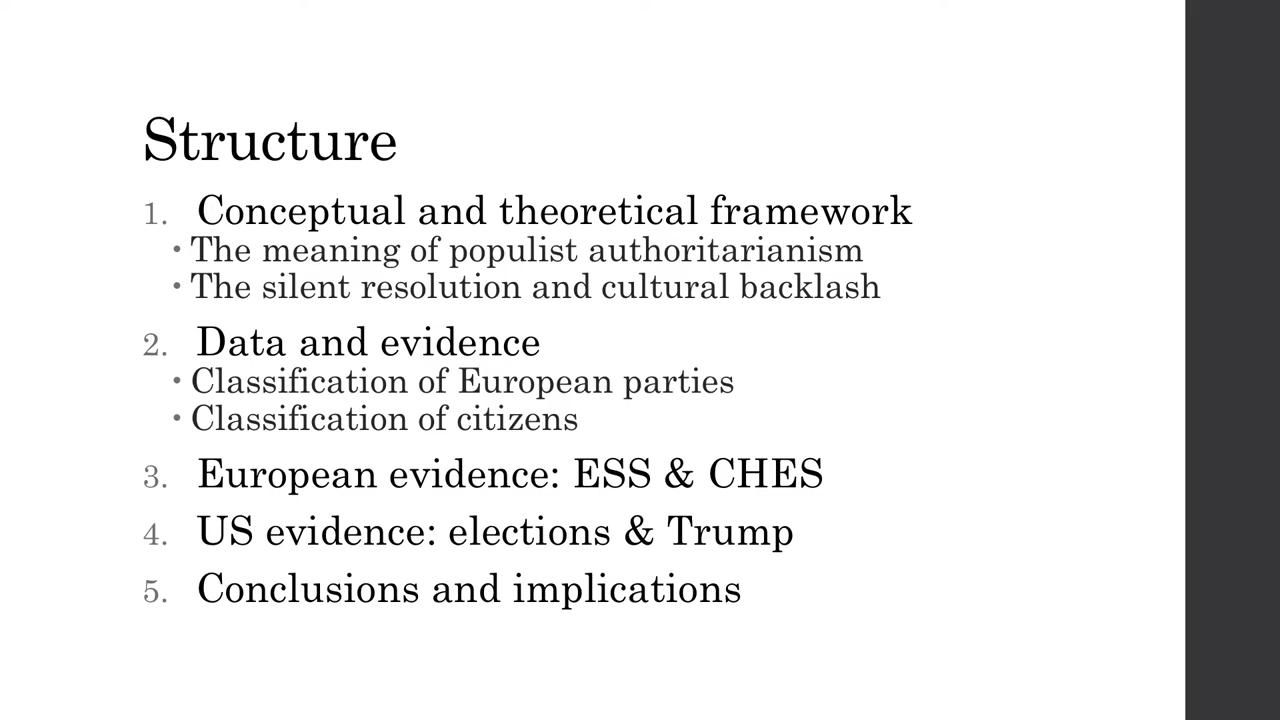 Structure
1. Conceptual and theoretical framework
• The meaning of populist authoritarianism
• The silent resolution and cultural backlash
2. Data and evidence
• Classification of European parties
• Classification of citizens
3. European evidence: ESS & CHES
4. US evidence: elections & Trump
5. Conclusions and implications